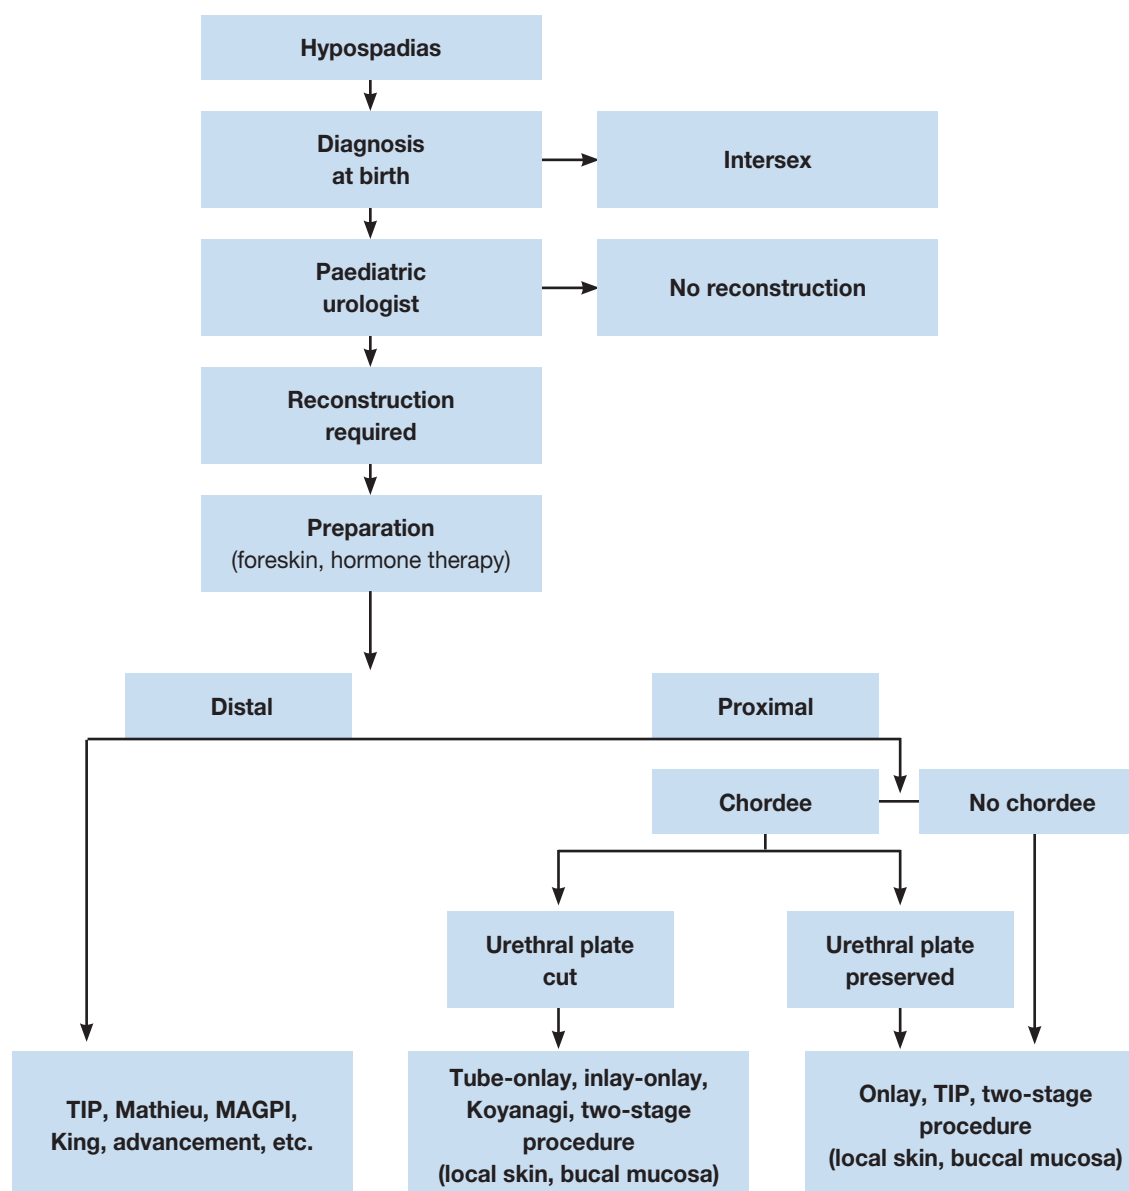 Hypospadias
Diagnosis
at birth
Intersex
Paediatric
urologist
No reconstruction
Reconstruction
required
Preparation
(foreskin, hormone therapy)
Distal
Proximal
Chordee
No chordee
Urethral plate
cut
Urethral plate
preserved
TIP, Mathieu, MAGPI,
King, advancement, etc.
Tube-onlay, inlay-onlay,
Koyanagi, two-stage
procedure
(local skin, bucal mucosa)
Onlay, TIP, two-stage
procedure
(local skin, buccal mucosa)